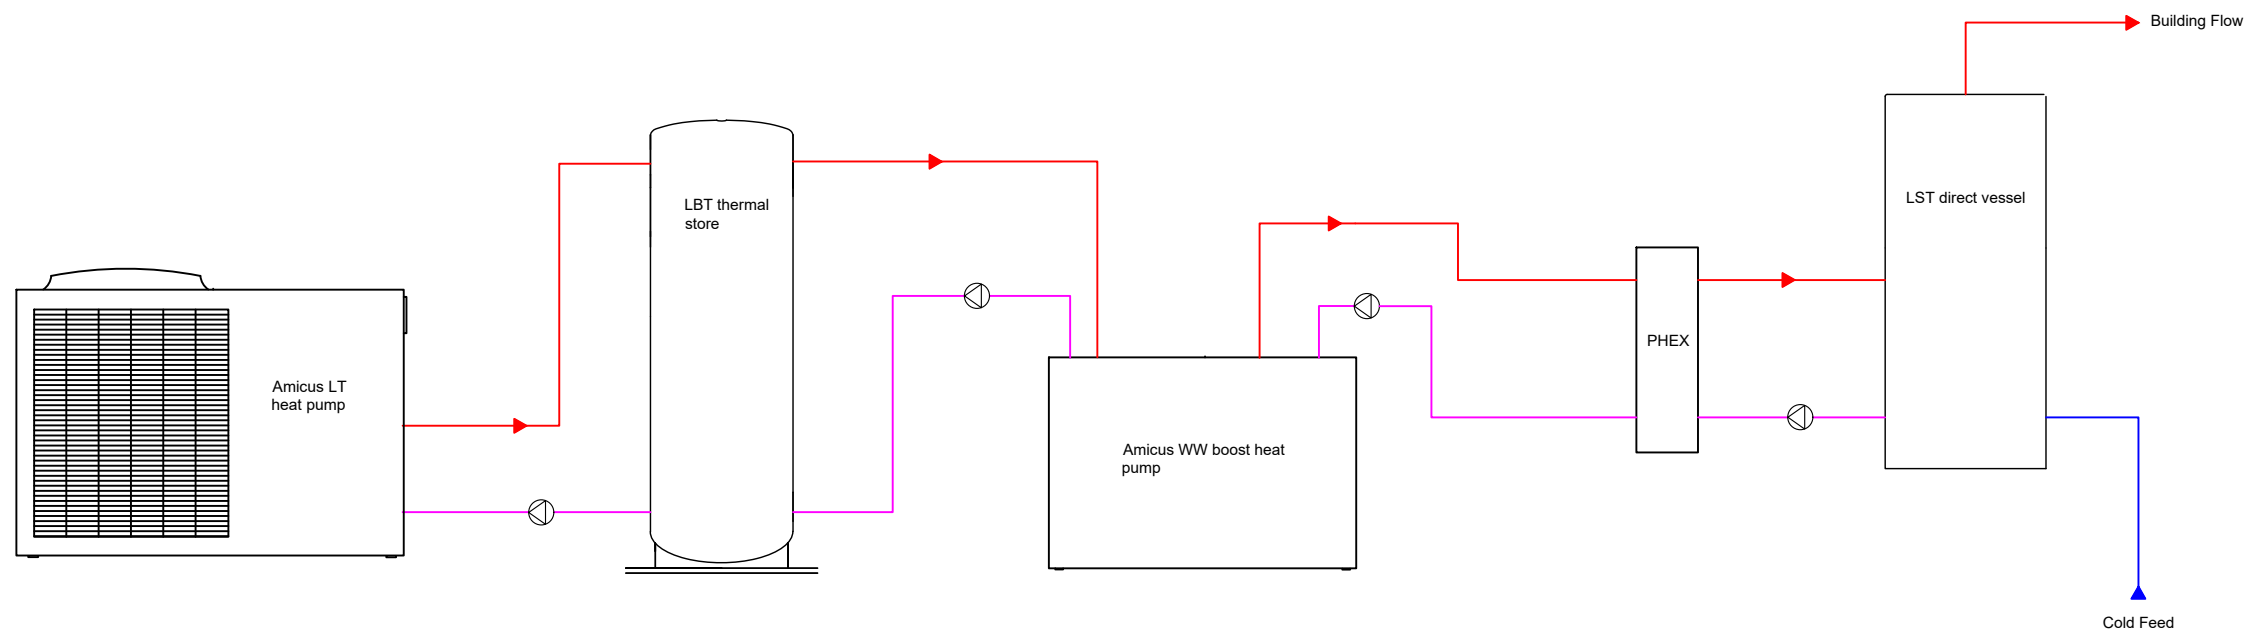 Building Flow
LBT thermal
store
LST direct vessel
PHEX
Amicus LT
heat pump
Amicus WW boost heat
pump
Cold Feed